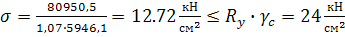 σ = 80950,5 / 1,07·5946,1 = 12.72 кН/см² ≤ R_y · γ_c = 24 кН/см²